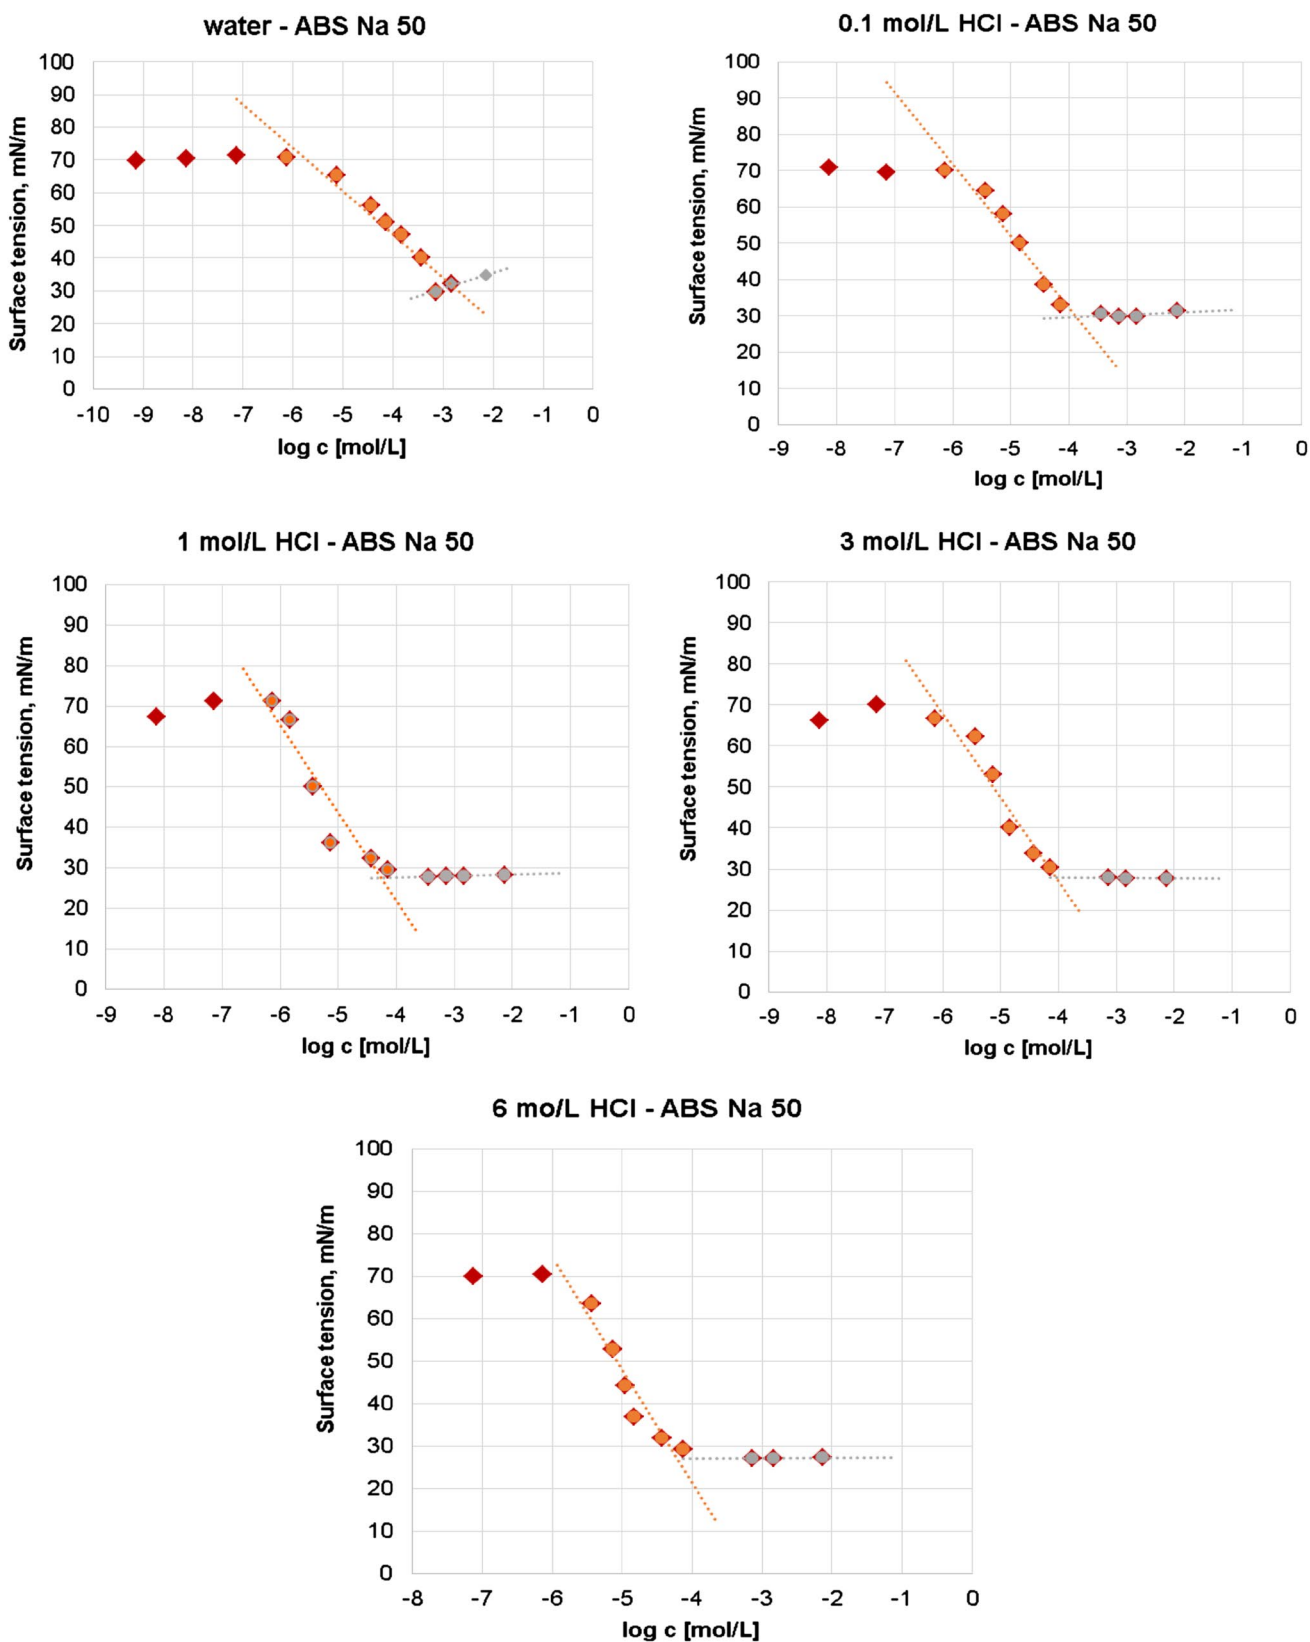 water - ABS Na 50
100
90
80
70
60
50
40
30
20
10
0
Surface tension, mN/m
-10 -9 -8 -7 -6 -5 -4 -3 -2 -1 0
log c [mol/L]
0.1 mol/L HCl - ABS Na 50
100
90
80
70
60
50
40
30
20
10
0
Surface tension, mN/m
-9 -8 -7 -6 -5 -4 -3 -2 -1 0
log c [mol/L]
1 mol/L HCl - ABS Na 50
100
90
80
70
60
50
40
30
20
10
0
Surface tension, mN/m
-9 -8 -7 -6 -5 -4 -3 -2 -1 0
log c [mol/L]
3 mol/L HCl - ABS Na 50
100
90
80
70
60
50
40
30
20
10
0
Surface tension, mN/m
-9 -8 -7 -6 -5 -4 -3 -2 -1 0
log c [mol/L]
6 mo/L HCl - ABS Na 50
100
90
80
70
60
50
40
30
20
10
0
Surface tension, mN/m
-8 -7 -6 -5 -4 -3 -2 -1 0
log c [mol/L]